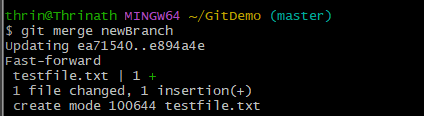 thrin@Thrinath MINGW64 ~/GitDemo (master)
$ git merge newBranch
Updating ea71540..e894a4e
Fast-forward
 testfile.txt | 1 +
 1 file changed, 1 insertion(+)
 create mode 100644 testfile.txt